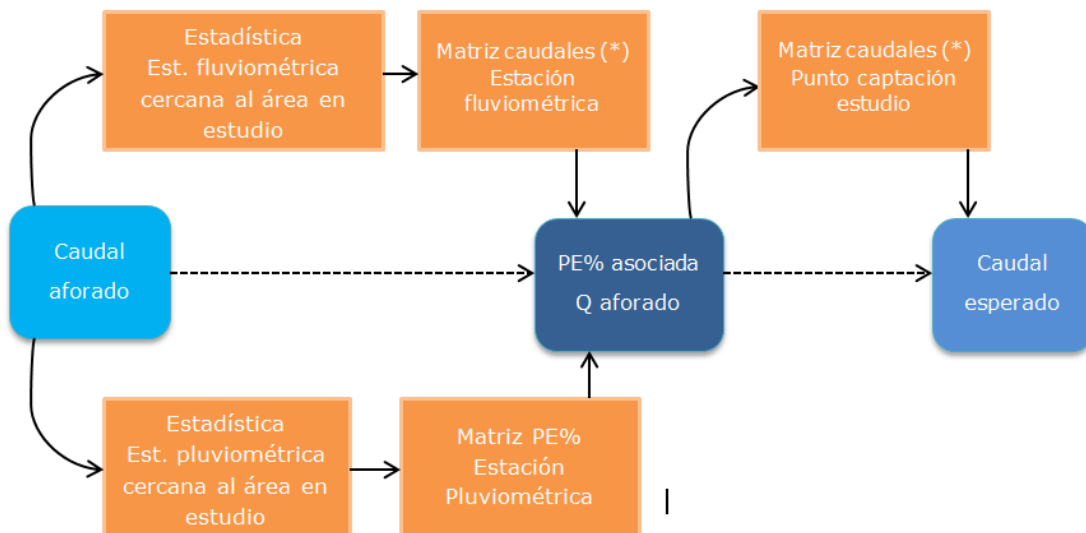 Estadística
Est. fluviométrica
cercana al área en
estudio
Matriz caudales (*)
Estación
fluviométrica
Matriz caudales (*)
Punto captación
estudio
Caudal
aforado
PE% asociada
Q aforado
Caudal
esperado
Estadística
Est. pluviométrica
cercana al área en
estudio
Matriz PE%
Estación
Pluviométrica